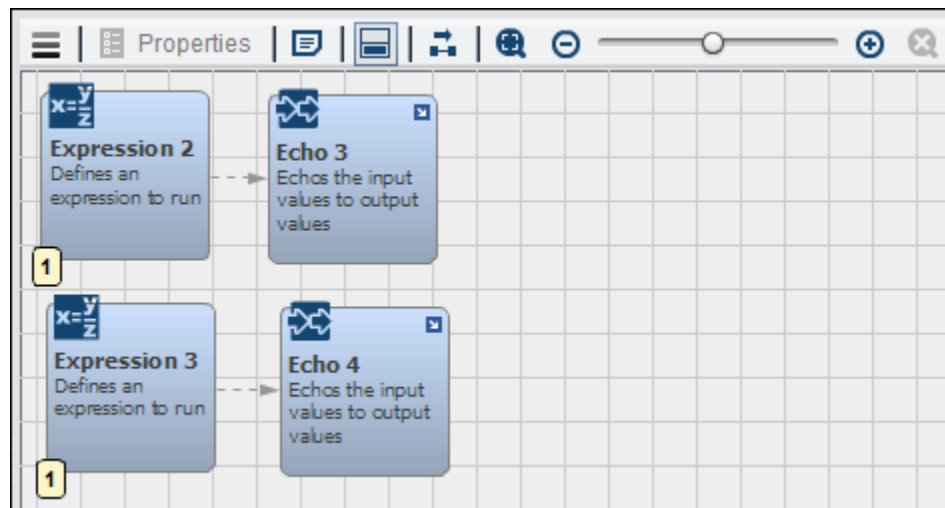 Properties
x=y/z
Expression 2
Defines an
expression to run
1
Echo 3
Echos the input
values to output
values
x=y/z
Expression 3
Defines an
expression to run
1
Echo 4
Echos the input
values to output
values